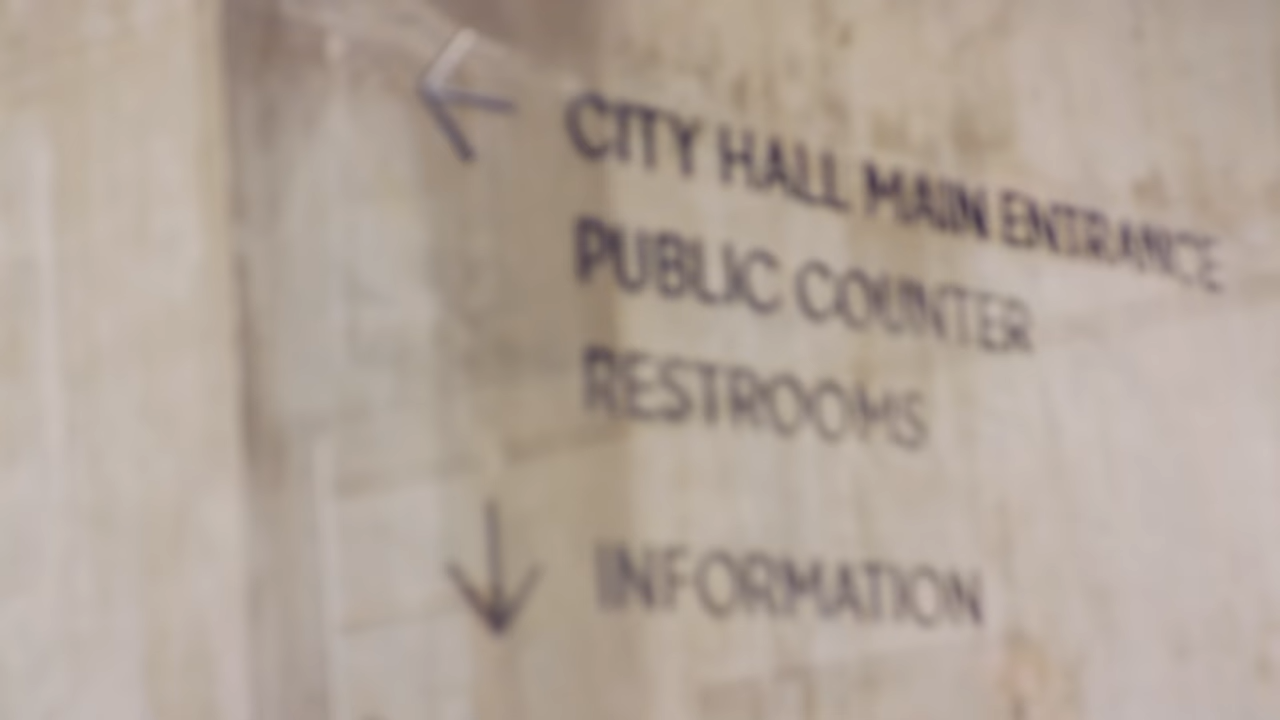 CITY HALL MAIN ENTRANCE
PUBLIC COUNTER
RESTROOMS
INFORMATION